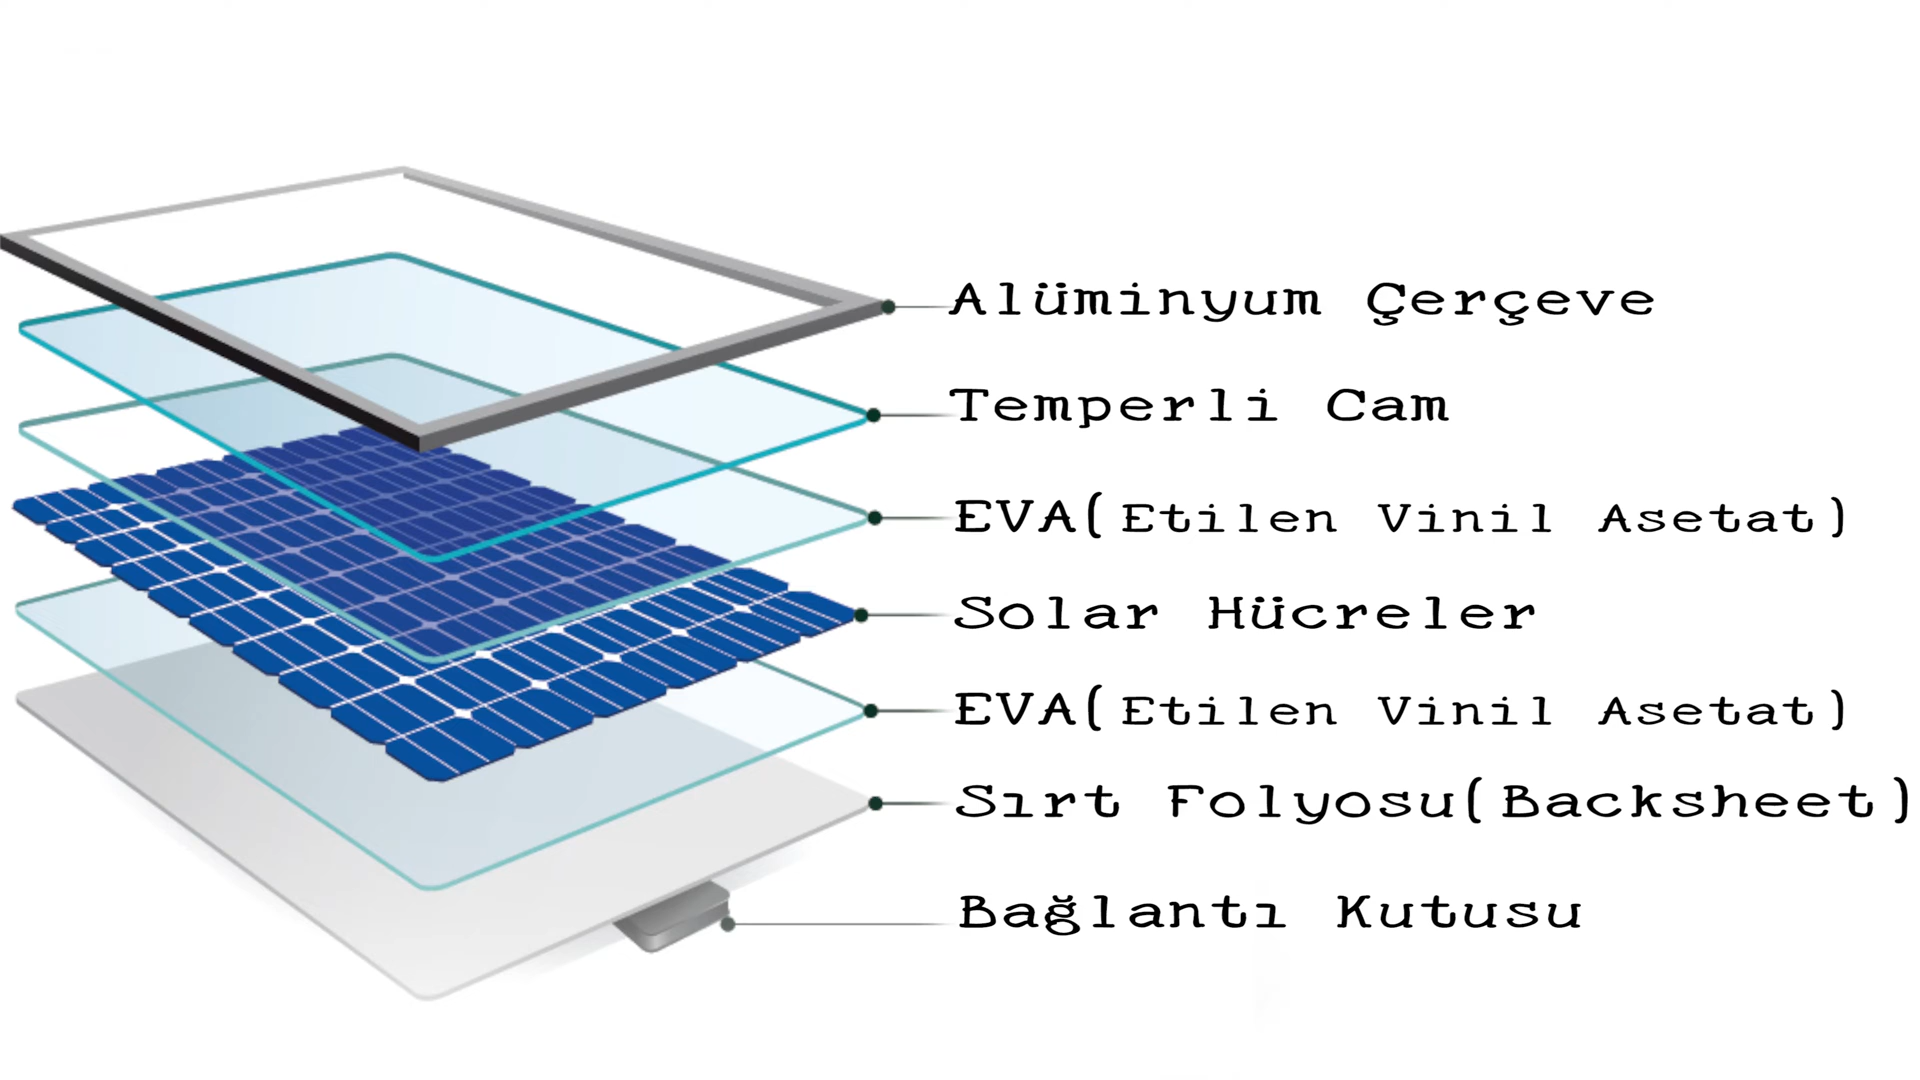 Alüminyum Çerçeve
Temperli Cam
EVA(Etilen Vinil Asetat)
Solar Hücreler
EVA(Etilen Vinil Asetat)
Sırt Folyosu(Backsheet)
Bağlantı Kutusu